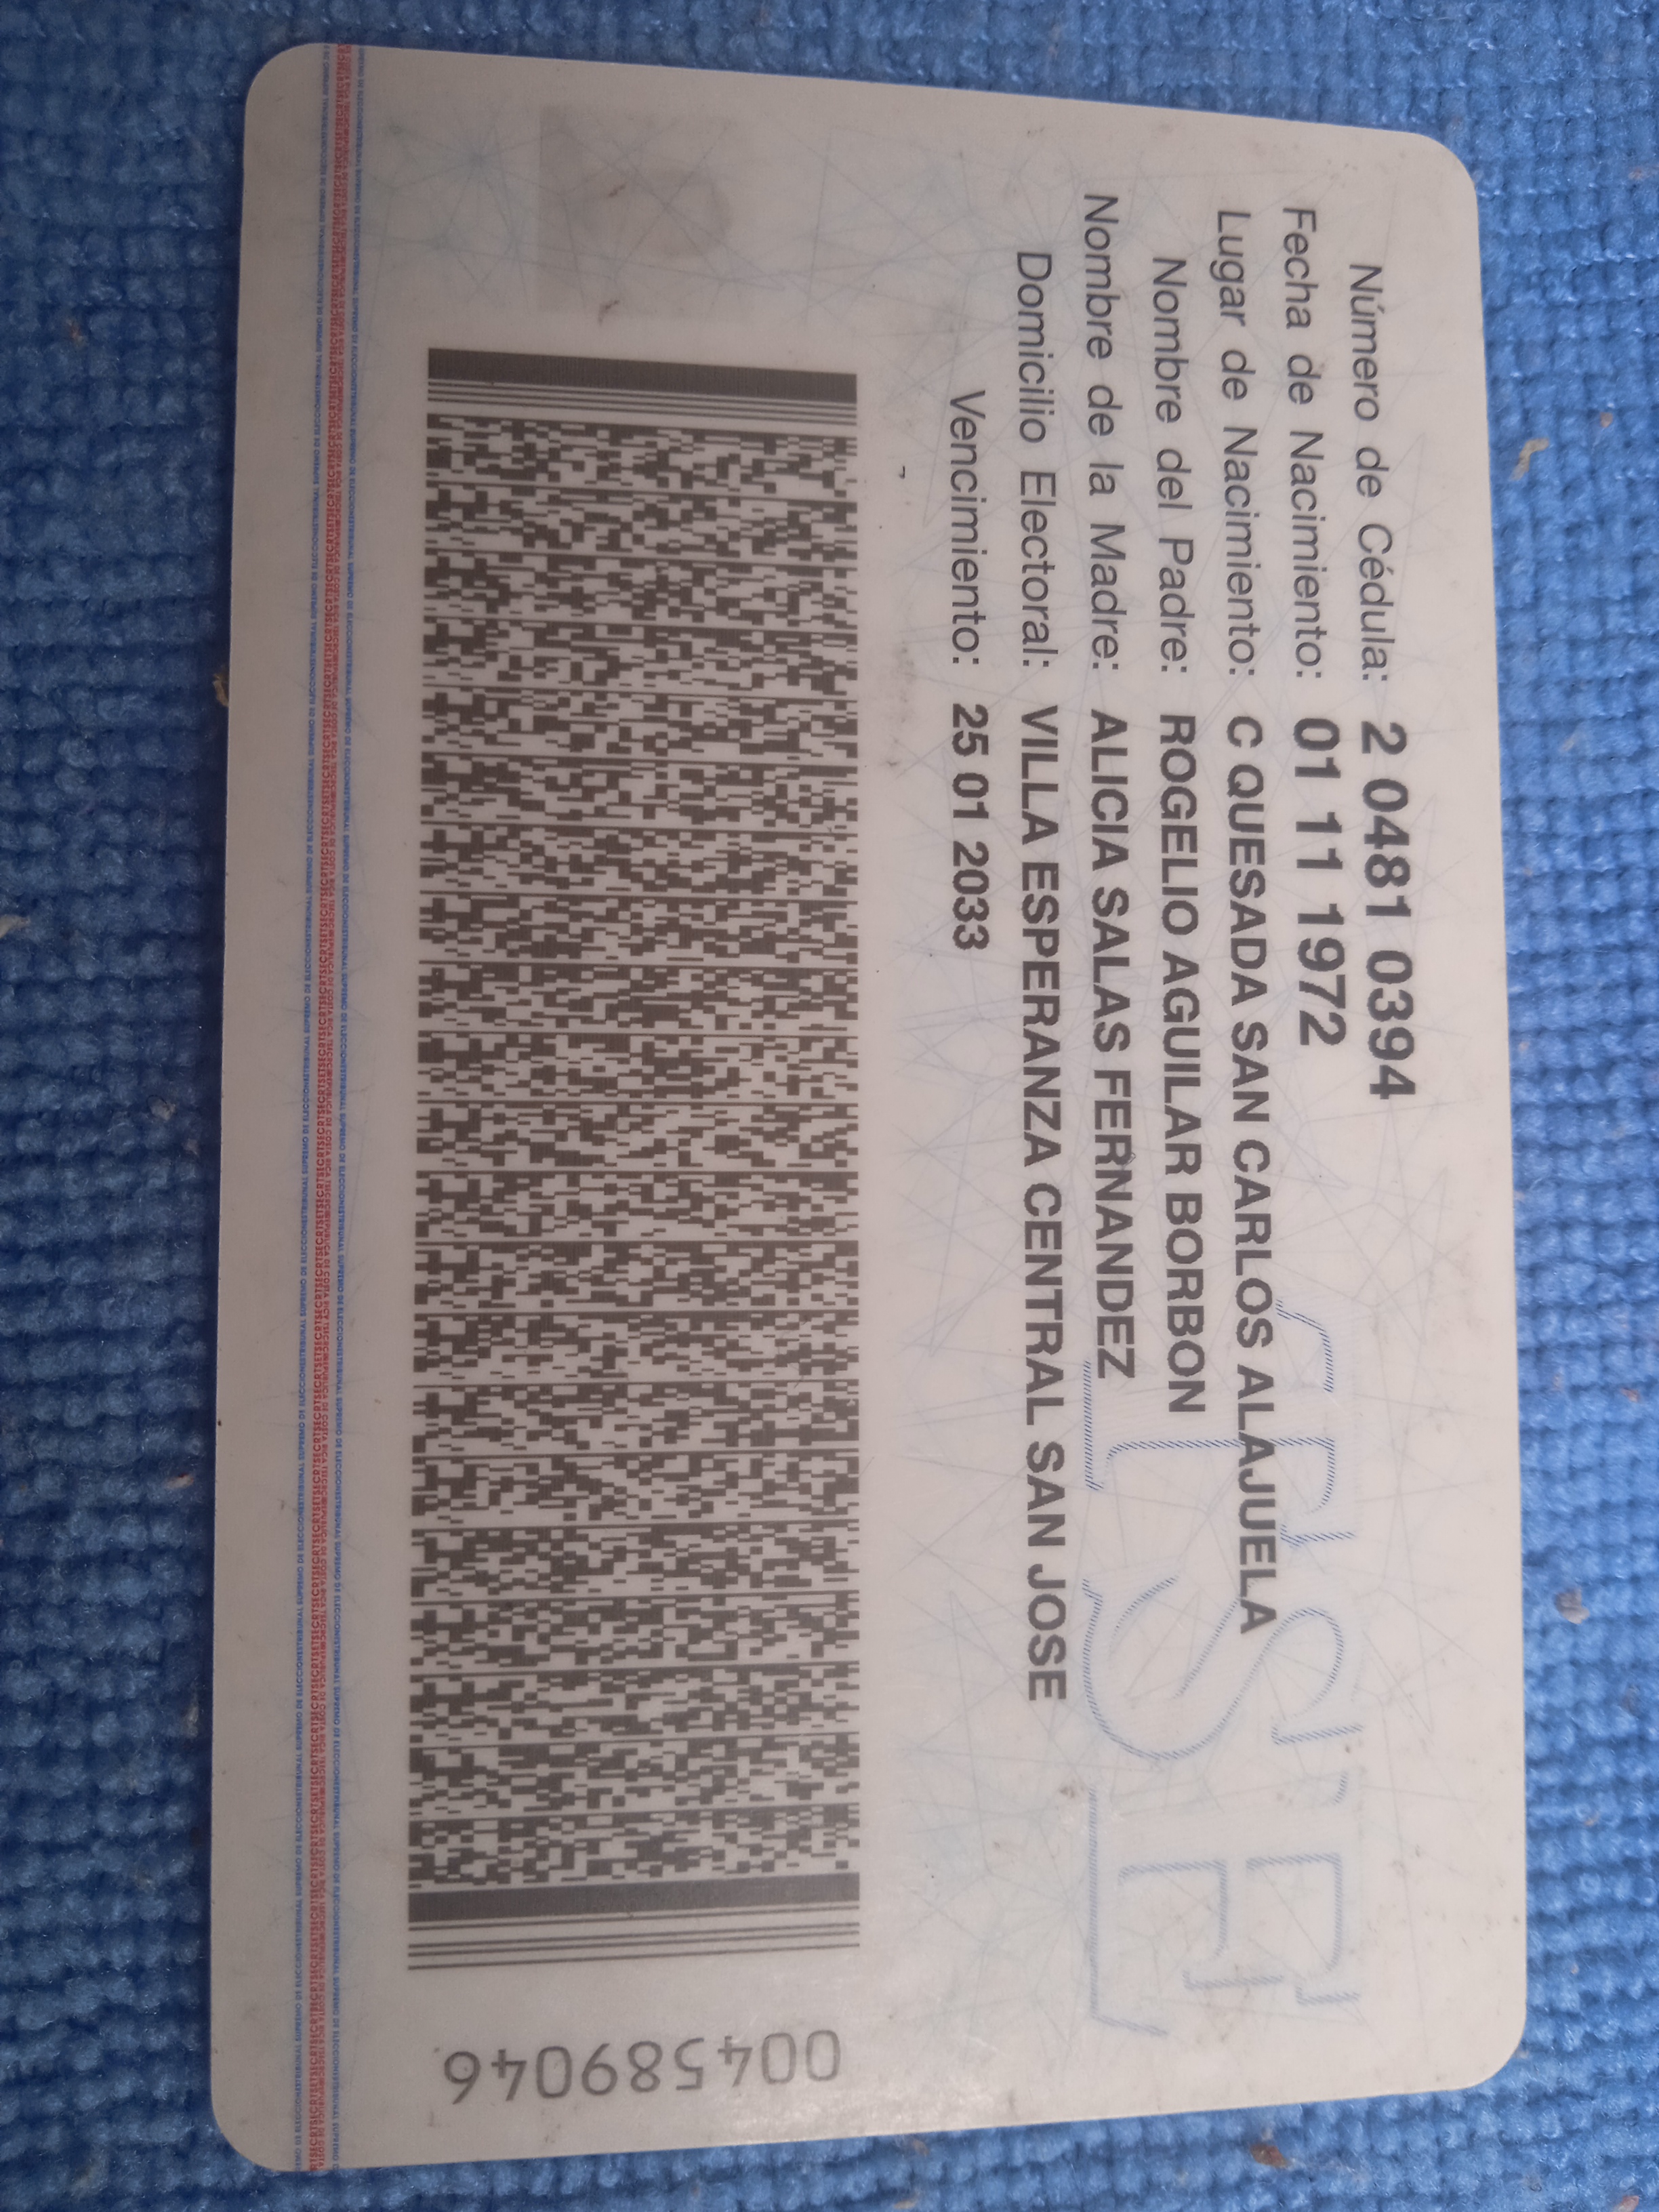 Número de Cédula: 2 0481 0394
Fecha de Nacimiento: 01 11 1972
Lugar de Nacimiento: C QUESADA SAN CARLOS ALAJUELA
Nombre del Padre: ROGELIO AGUILAR BORBON
Nombre de la Madre: ALICIA SALAS FERNANDEZ
Domicilio Electoral: VILLA ESPERANZA CENTRAL SAN JOSE
Vencimiento: 25 01 2033
TSE
004589046